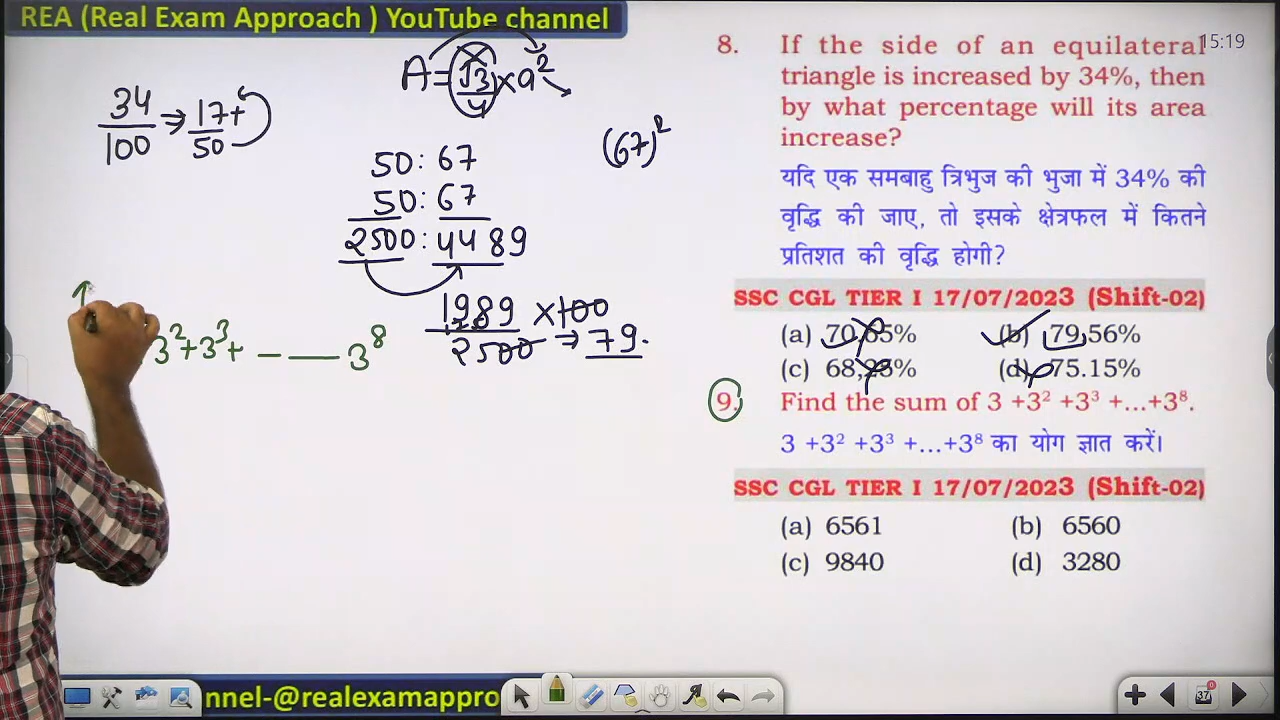 REA (Real Exam Approach ) YouTube channel
15:19
34/100 ⇒ 17+/50
A = √3/4 × a²
50 : 67
50 : 67
2500 : 4489
(67)²
1989/2500 × 100 ⇒ 79.
3²+3³+ — — 3⁸
8. If the side of an equilateral
triangle is increased by 34%, then
by what percentage will its area
increase?
यदि एक समबाहु त्रिभुज की भुजा में 34% की
वृद्धि की जाए, तो इसके क्षेत्रफल में कितने
प्रतिशत की वृद्धि होगी?
SSC CGL TIER I 17/07/2023 (Shift-02)
(a) 70.65% (b) 79.56%
(c) 68.23% (d) 75.15%
9. Find the sum of 3 +3² +3³ +...+3⁸.
3 +3² +3³ +...+3⁸ का योग ज्ञात करें।
SSC CGL TIER I 17/07/2023 (Shift-02)
(a) 6561 (b) 6560
(c) 9840 (d) 3280
nnel-@realexamappro
37